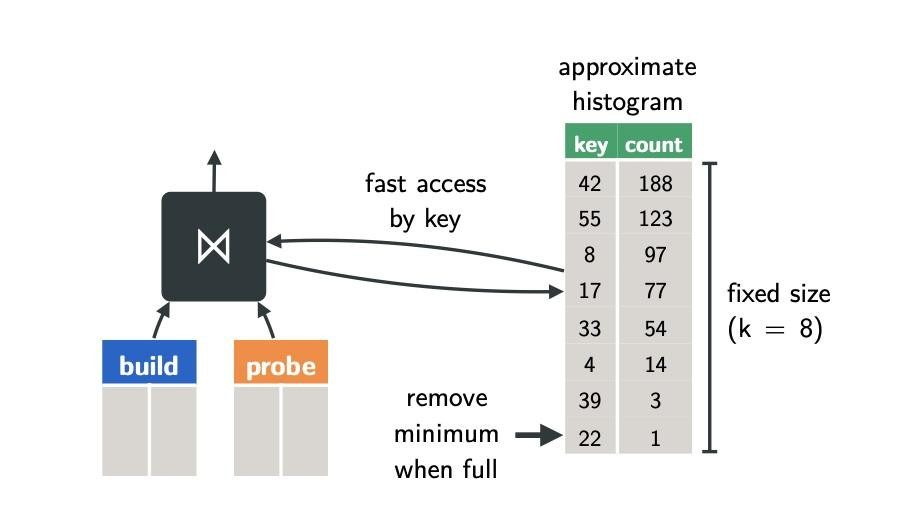 approximate
histogram
key count
42 188
55 123
8 97
17 77
33 54
4 14
39 3
22 1
fast access
by key
⋈
fixed size
(k = 8)
build
probe
remove
minimum
when full